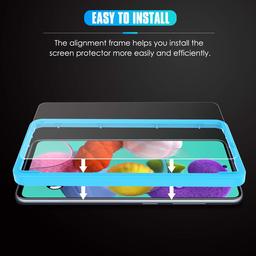 EASY TO INSTALL
The alignment frame helps you install the
screen protector more easily and efficiently.